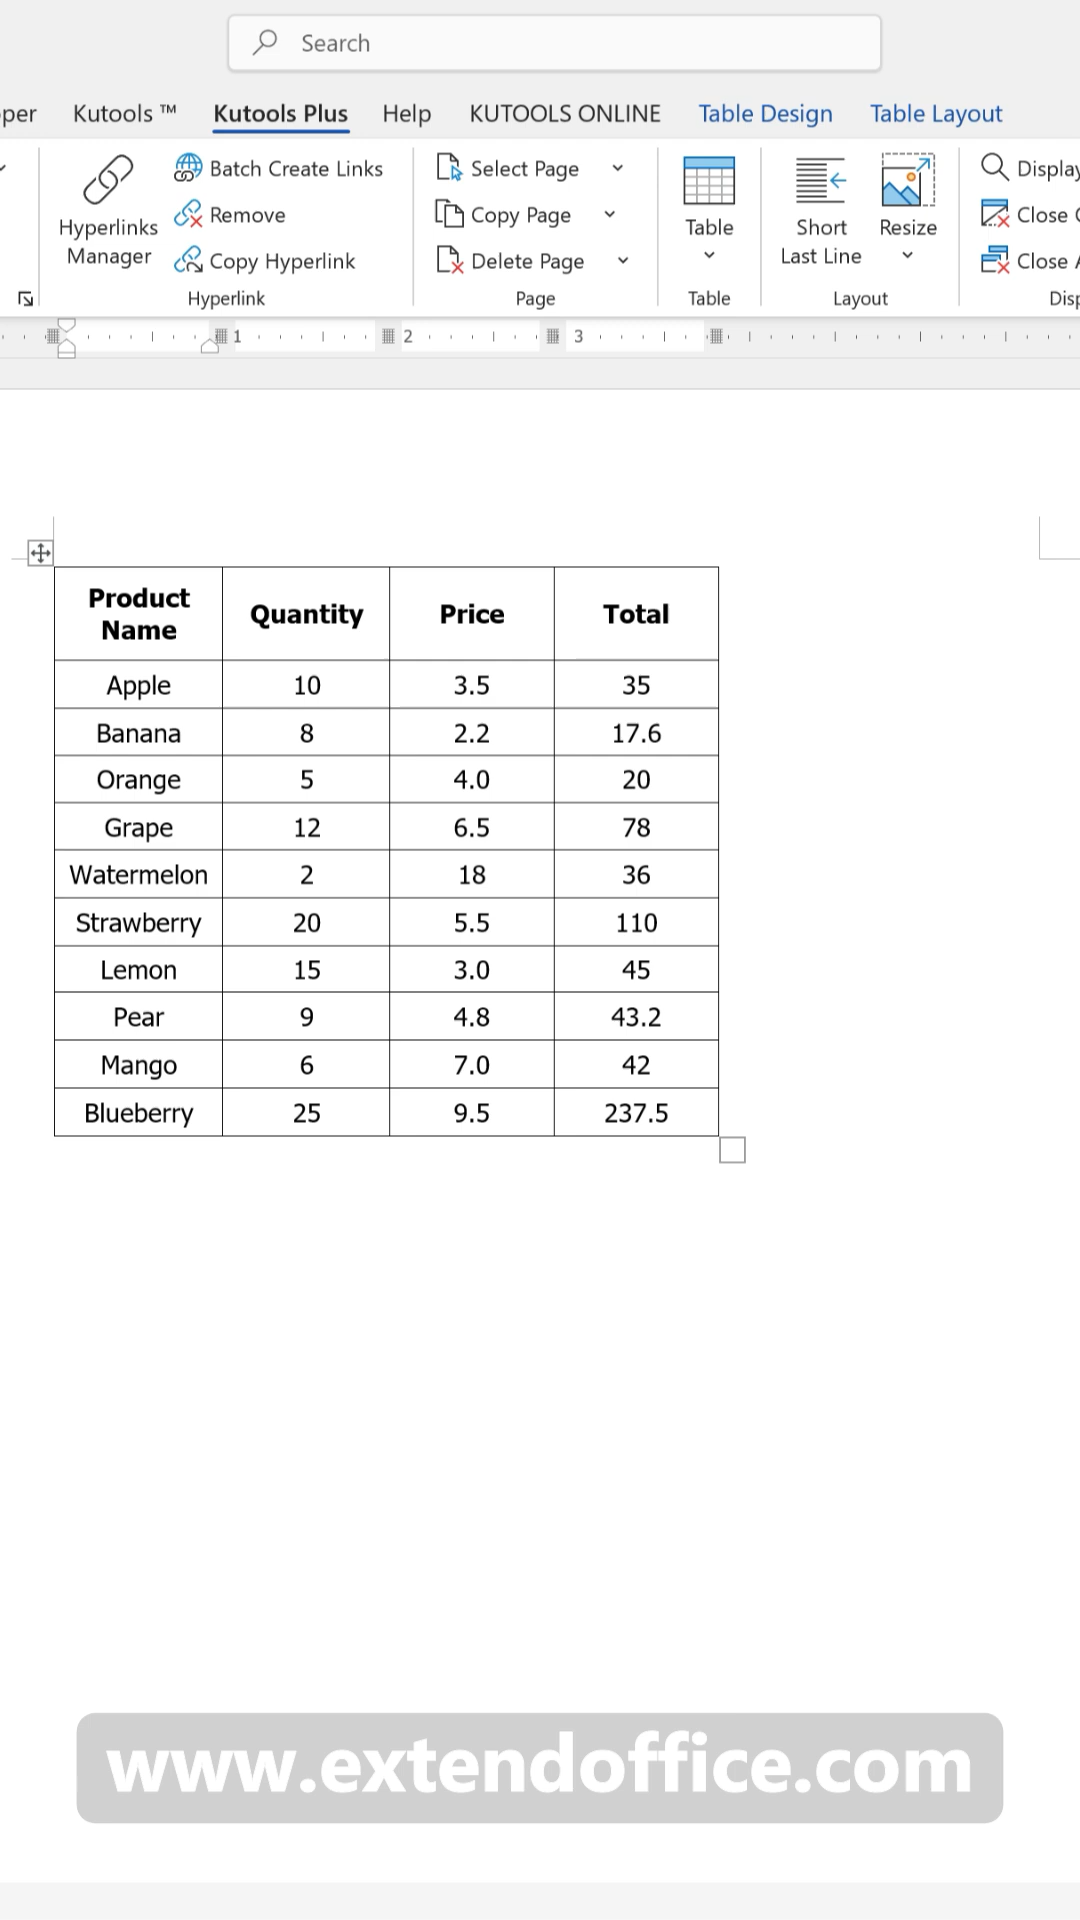 Search
Kutools ™ Kutools Plus Help KUTOOLS ONLINE Table Design Table Layout
Hyperlinks Manager
Batch Create Links
Remove
Copy Hyperlink
Hyperlink
Select Page
Copy Page
Delete Page
Page
Table
Table
Short Last Line
Resize
Layout
Display
Close
Close
1 2 3
Product Name Quantity Price Total
Apple 10 3.5 35
Banana 8 2.2 17.6
Orange 5 4.0 20
Grape 12 6.5 78
Watermelon 2 18 36
Strawberry 20 5.5 110
Lemon 15 3.0 45
Pear 9 4.8 43.2
Mango 6 7.0 42
Blueberry 25 9.5 237.5
www.extendoffice.com